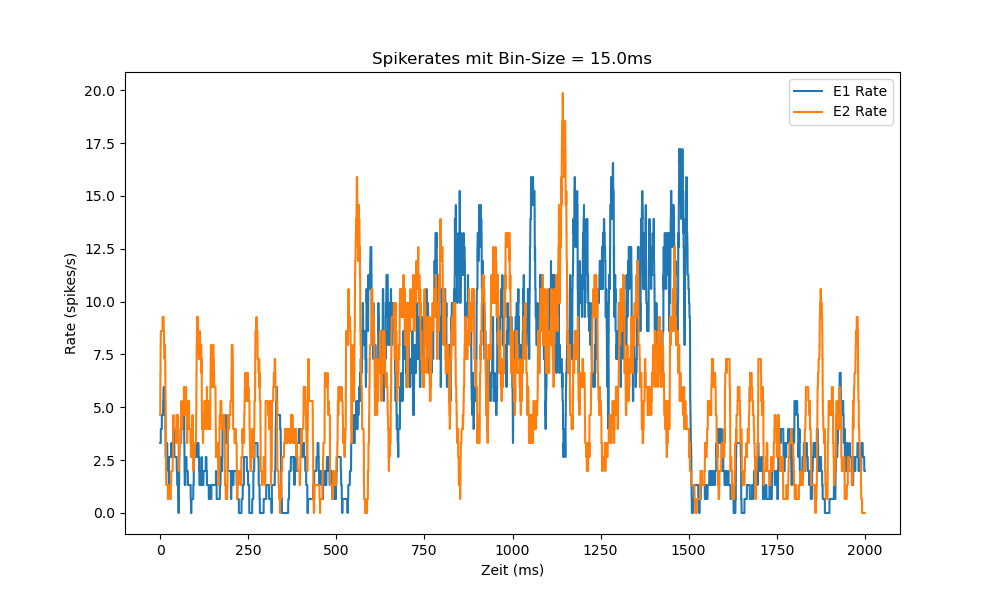 Spikerates mit Bin-Size = 15.0ms
E1 Rate
E2 Rate
Rate (spikes/s)
20.0
17.5
15.0
12.5
10.0
7.5
5.0
2.5
0.0
0 250 500 750 1000 1250 1500 1750 2000
Zeit (ms)